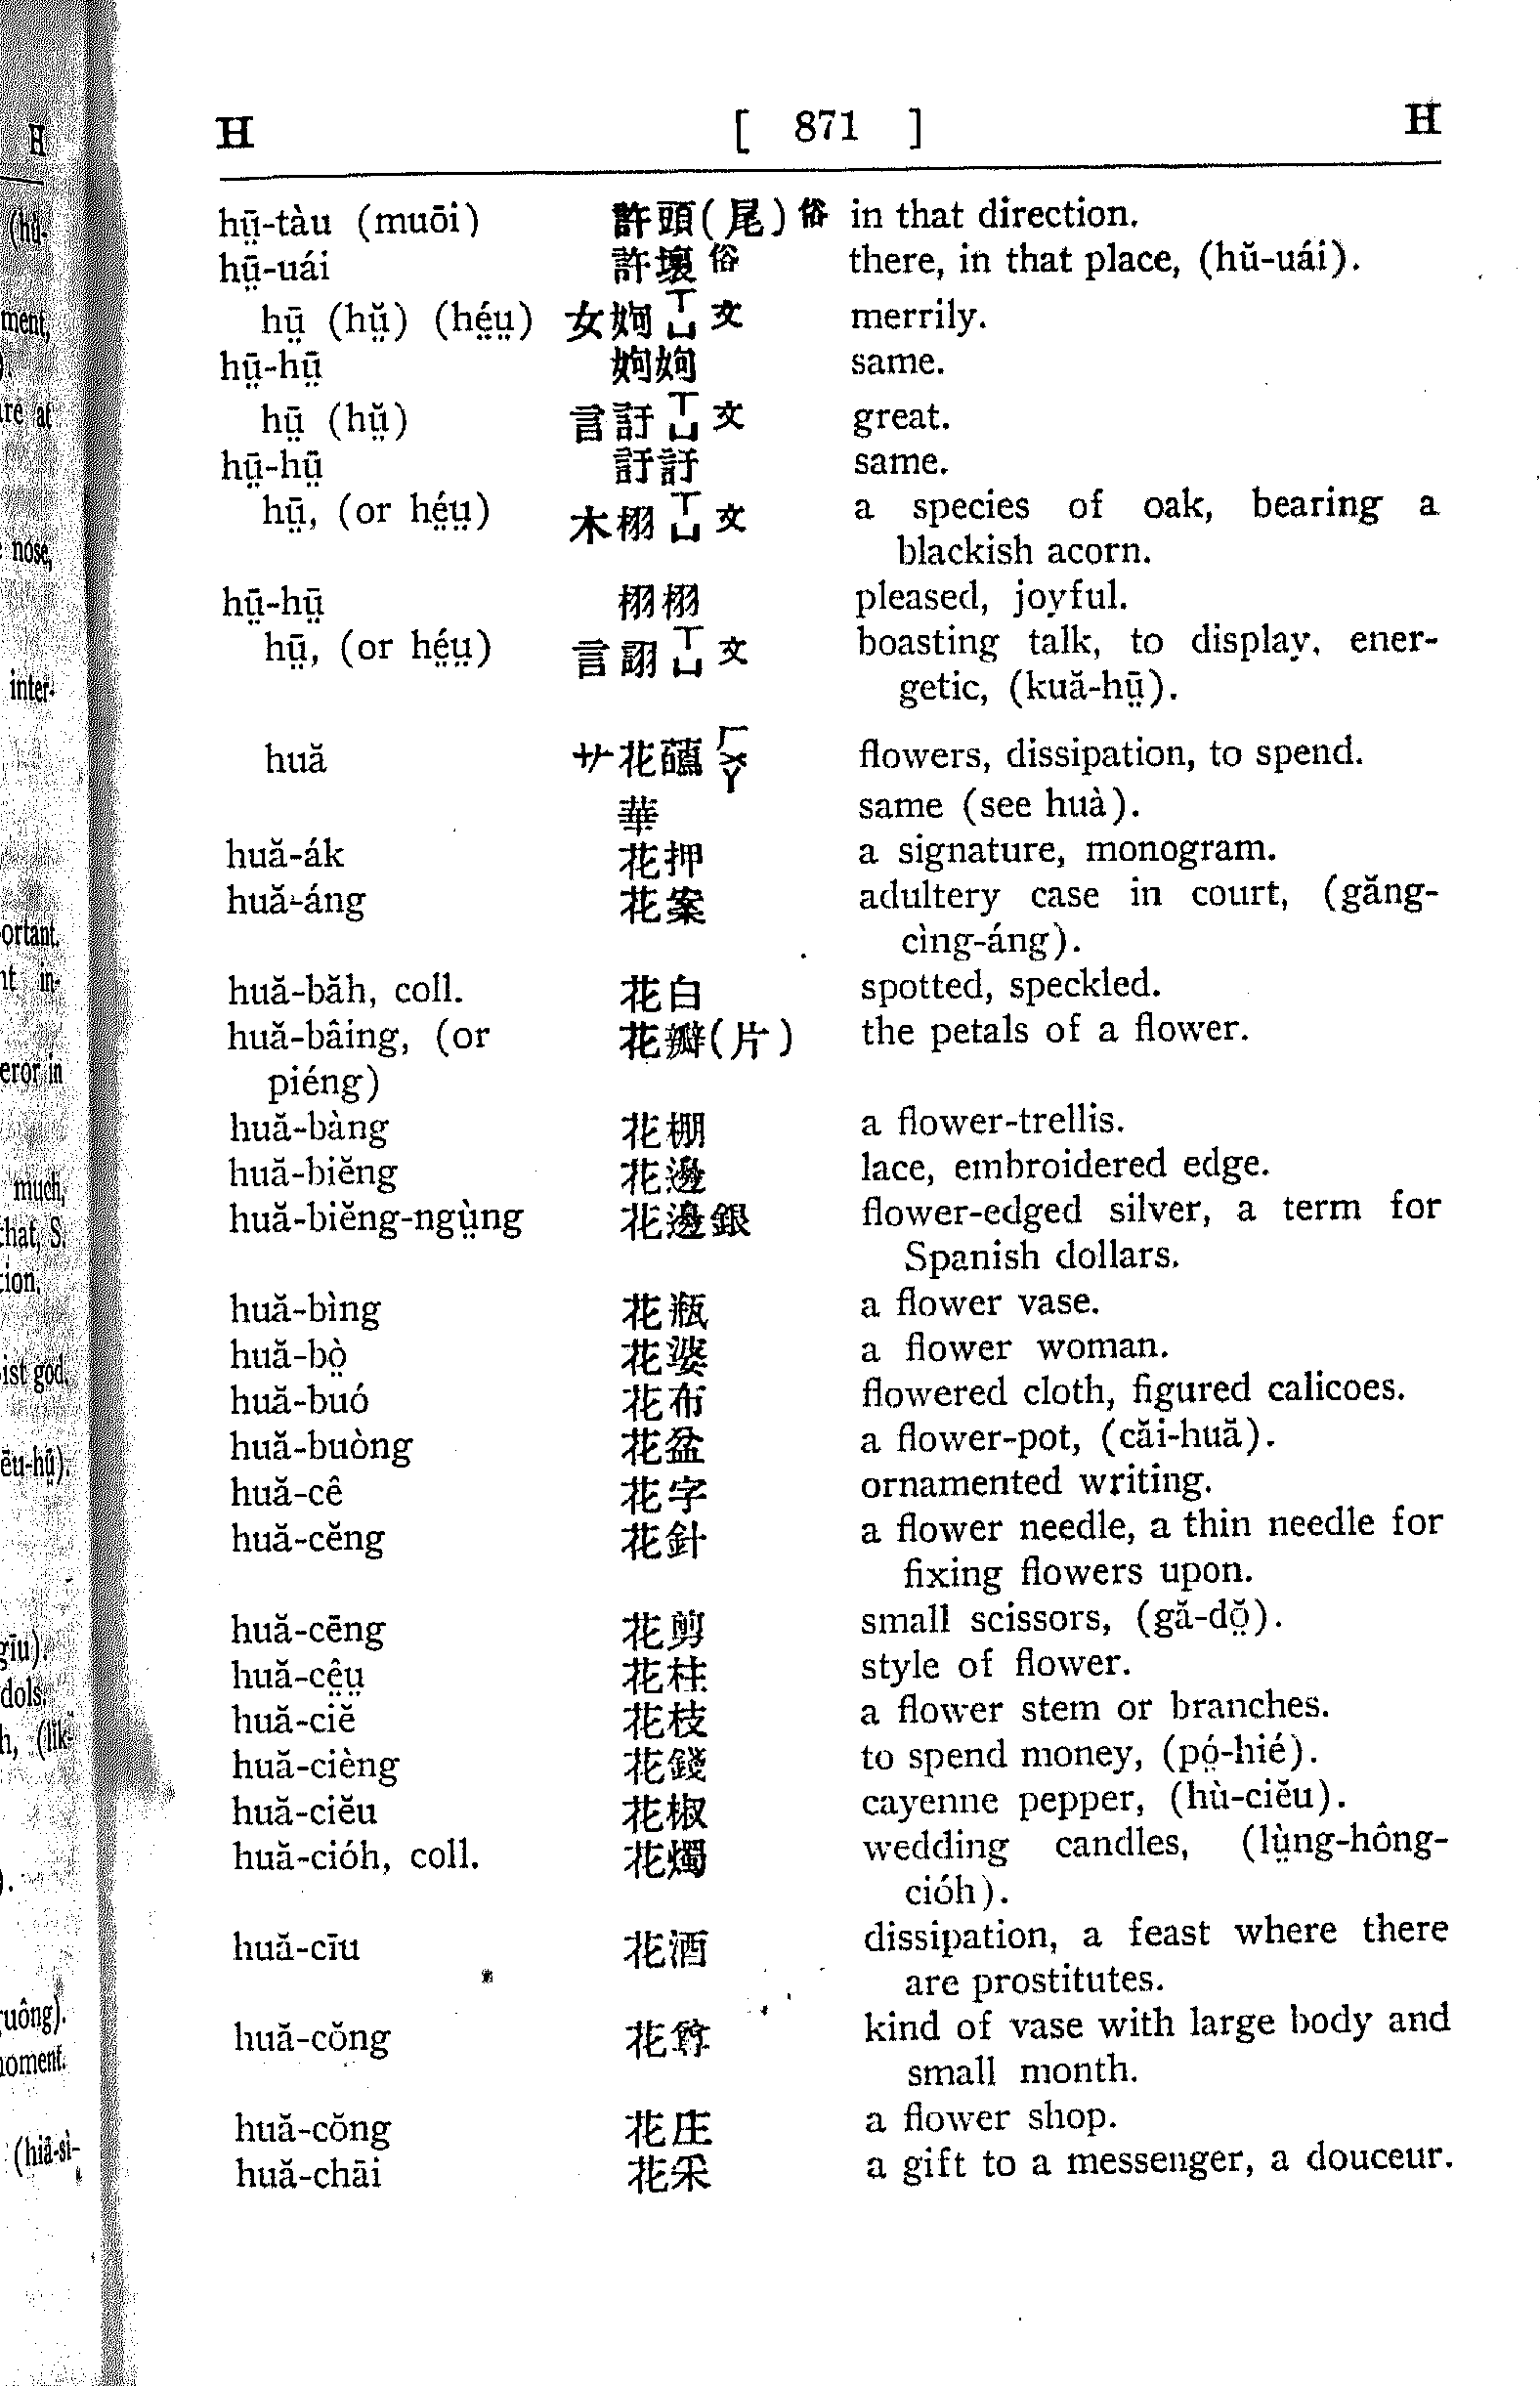 H [ 871 ] H
hṳ̄-tàu (muōi) 許頭(尾)俗 in that direction.
hṳ̄-uái 許壞俗 there, in that place, (hŭ-uái).
hṳ̄ (hṳ̆) (hé̤ṳ) 女姁ㄒㄩ文 merrily.
hṳ̄-hṳ̄ 姁姁 same.
hṳ̄ (hṳ̆) 言訏ㄒㄩ文 great.
hṳ̄-hṳ̄ 訏訏 same.
hṳ̄, (or hé̤ṳ) 木栩ㄒㄩ文 a species of oak, bearing a
blackish acorn.
hṳ̄-hṳ̄ 栩栩 pleased, joyful.
hṳ̄, (or hé̤ṳ) 言詡ㄒㄩ文 boasting talk, to display, ener-
getic, (kuă-hṳ̄).
huă 艹花蘤ㄏㄨㄚ flowers, dissipation, to spend.
華 same (see huà).
huă-ák 花押 a signature, monogram.
huă-áng 花案 adultery case in court, (găng-
cìng-áng).
huă-băh, coll. 花白 spotted, speckled.
huă-bâing, (or 花瓣(片) the petals of a flower.
piéng)
huă-bàng 花棚 a flower-trellis.
huă-biĕng 花邊 lace, embroidered edge.
huă-biĕng-ngṳ̀ng 花邊銀 flower-edged silver, a term for
Spanish dollars.
huă-bìng 花瓶 a flower vase.
huă-bò̤ 花婆 a flower woman.
huă-buó 花布 flowered cloth, figured calicoes.
huă-buòng 花盆 a flower-pot, (căi-huă).
huă-cê 花字 ornamented writing.
huă-cĕng 花針 a flower needle, a thin needle for
fixing flowers upon.
huă-cēng 花剪 small scissors, (gă-dŏ̤).
huă-cê̤ṳ 花柱 style of flower.
huă-ciĕ 花枝 a flower stem or branches.
huă-cièng 花錢 to spend money, (pó̤-hié).
huă-ciĕu 花椒 cayenne pepper, (hù-ciĕu).
huă-cióh, coll. 花燭 wedding candles, (lṳ̀ng-hông-
cióh).
huă-cīu 花酒 dissipation, a feast where there
are prostitutes.
huă-cŏng 花尊 kind of vase with large body and
small month.
huă-cŏng 花庄 a flower shop.
huă-chāi 花采 a gift to a messenger, a douceur.